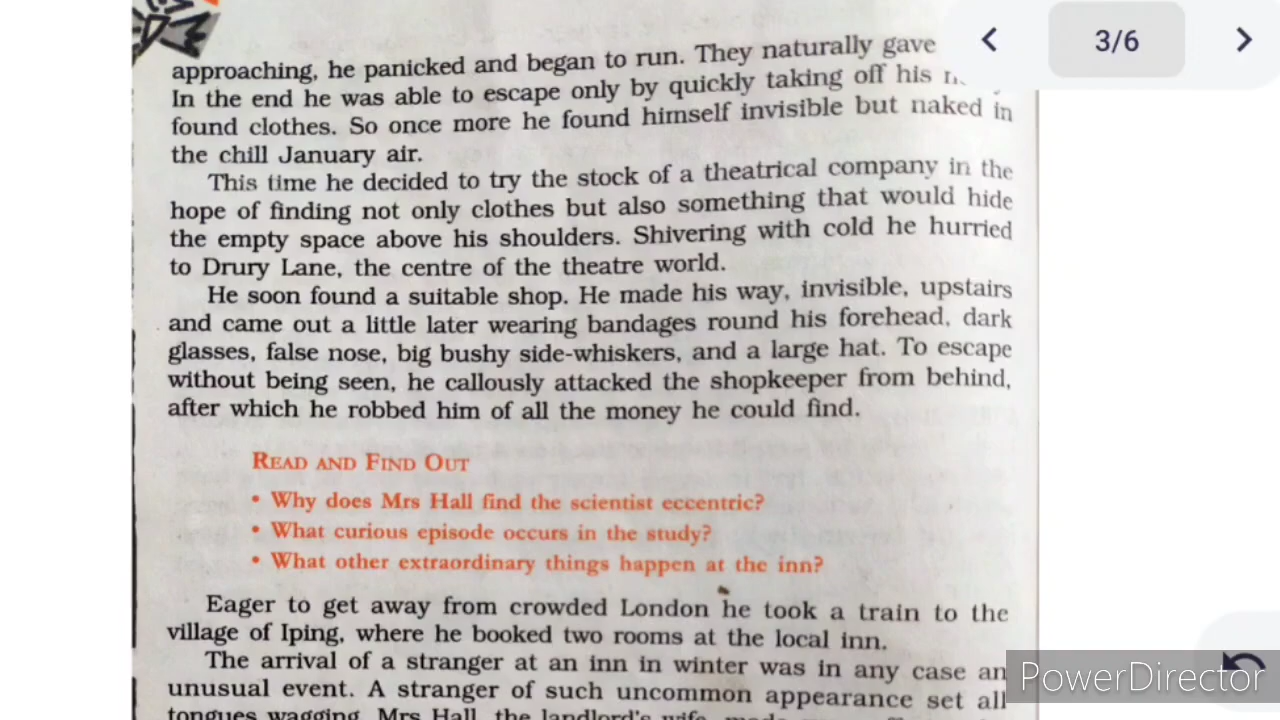 3/6
approaching, he panicked and began to run. They naturally gave
In the end he was able to escape only by quickly taking off his
found clothes. So once more he found himself invisible but naked in
the chill January air.
This time he decided to try the stock of a theatrical company in the
hope of finding not only clothes but also something that would hide
the empty space above his shoulders. Shivering with cold he hurried
to Drury Lane, the centre of the theatre world.
He soon found a suitable shop. He made his way, invisible, upstairs
and came out a little later wearing bandages round his forehead, dark
glasses, false nose, big bushy side-whiskers, and a large hat. To escape
without being seen, he callously attacked the shopkeeper from behind,
after which he robbed him of all the money he could find.
READ AND FIND OUT
• Why does Mrs Hall find the scientist eccentric?
• What curious episode occurs in the study?
• What other extraordinary things happen at the inn?
Eager to get away from crowded London he took a train to the
village of Iping, where he booked two rooms at the local inn.
The arrival of a stranger at an inn in winter was in any case an
unusual event. A stranger of such uncommon appearance set all
tongues wagging. Mrs Hall, the landlord's wife, made
PowerDirector